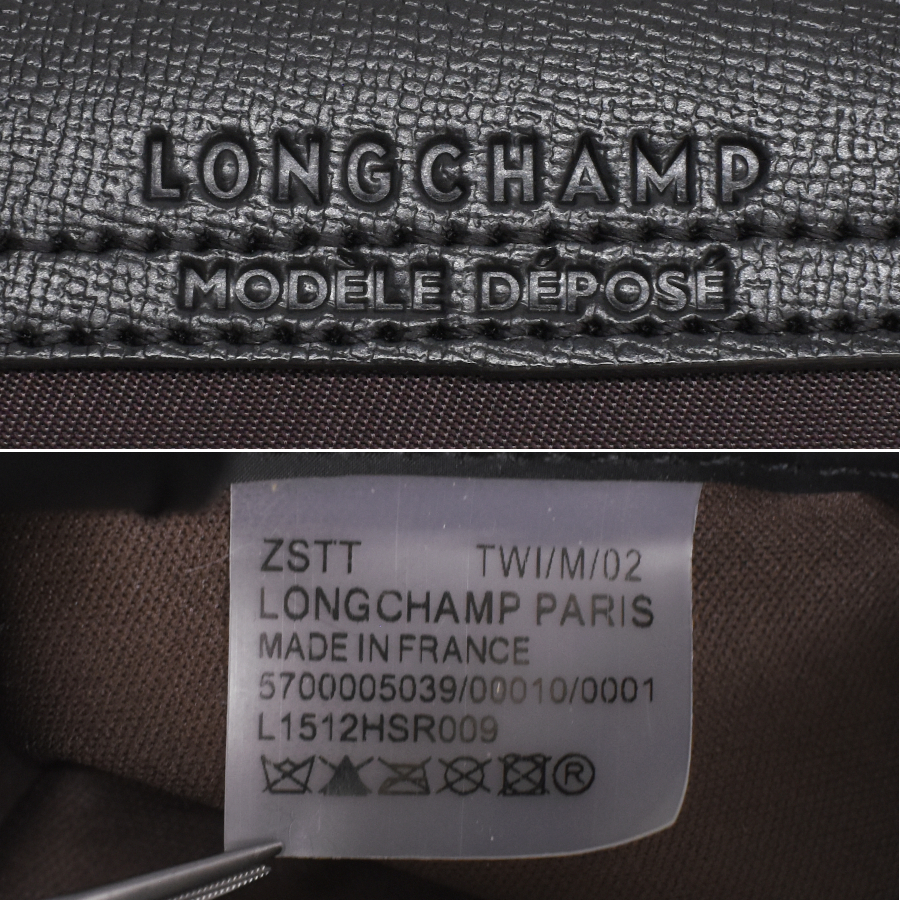 LONGCHAMP
MODÈLE DÉPOSÉ
ZSTT TWI/M/02
LONGCHAMP PARIS
MADE IN FRANCE
5700005039/00010/0001
L1512HSR009
®